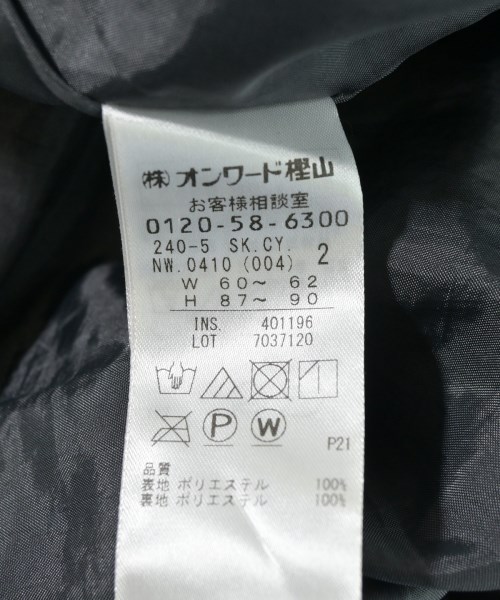 (株)オンワード樫山
お客様相談室
0120-58-6300
240-5 SK.CY.
NW.0410 (004) 2
W 60～ 62
H 87～ 90
INS. 401196
LOT 7037120
P W
P21
品質
表地 ポリエステル 100%
裏地 ポリエステル 100%